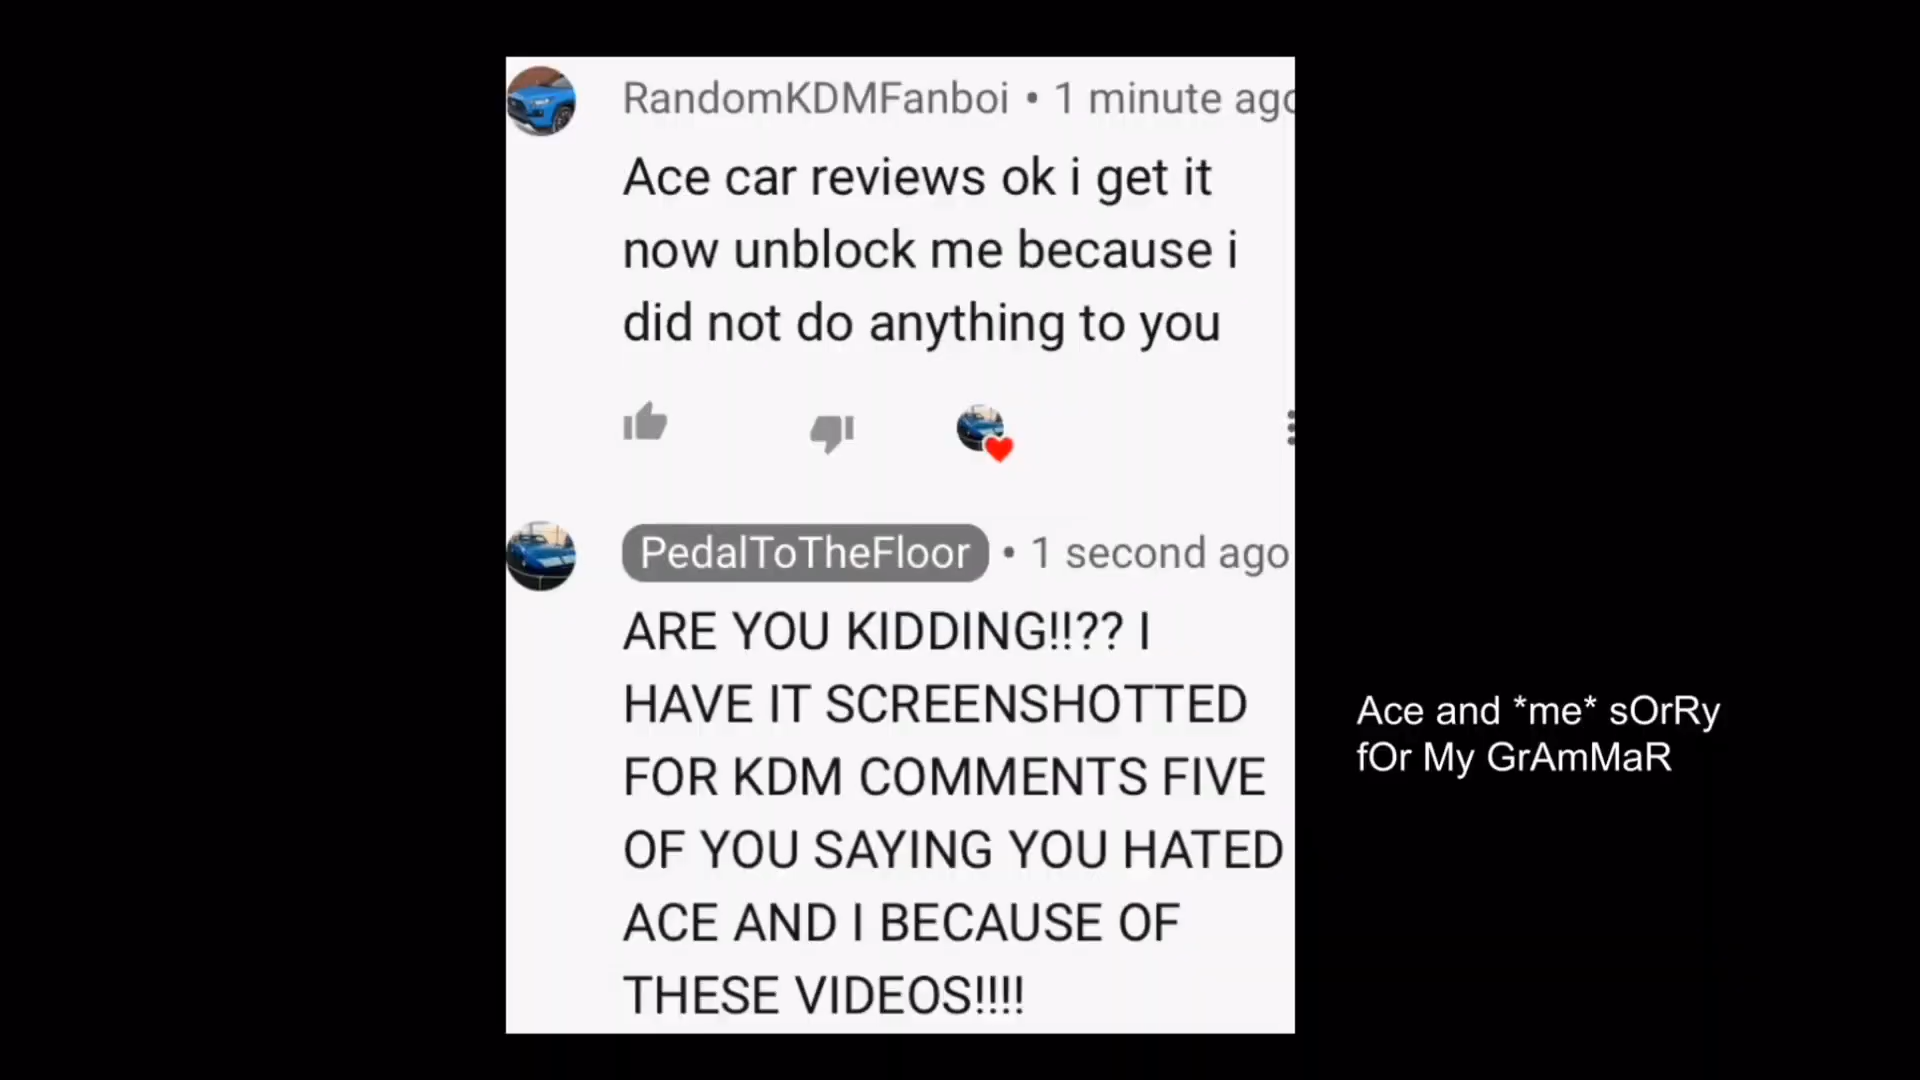 RandomKDMFanboi • 1 minute ago
Ace car reviews ok i get it
now unblock me because i
did not do anything to you
PedalToTheFloor • 1 second ago
ARE YOU KIDDING!!?? I
HAVE IT SCREENSHOTTED
FOR KDM COMMENTS FIVE
OF YOU SAYING YOU HATED
ACE AND I BECAUSE OF
THESE VIDEOS!!!!
Ace and *me* sOrRy
fOr My GrAmMaR